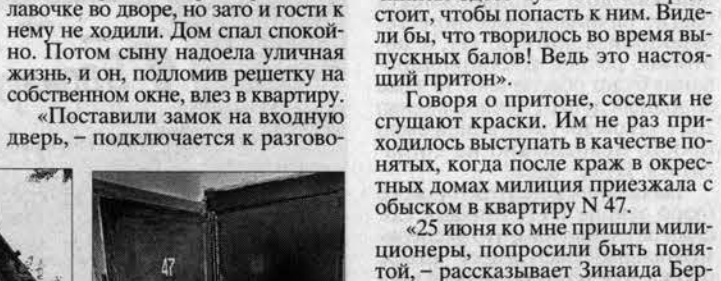 лавочке во дворе, но зато и гости к
нему не ходили. Дом спал спокой-
но. Потом сыну надоела уличная
жизнь, и он, подломив решетку на
собственном окне, влез в квартиру.
«Поставили замок на входную
дверь, – подключается к разгово-
47
стоит, чтобы попасть к ним. Виде-
ли бы, что творилось во время вы-
пускных балов! Ведь это настоя-
щий притон».
Говоря о притоне, соседки не
сгущают краски. Им не раз при-
ходилось выступать в качестве по-
нятых, когда после краж в окрес-
тных домах милиция приезжала с
обыском в квартиру N 47.
«25 июня ко мне пришли мили-
ционеры, попросили быть поня-
той, – рассказывает Зинаида Бер-